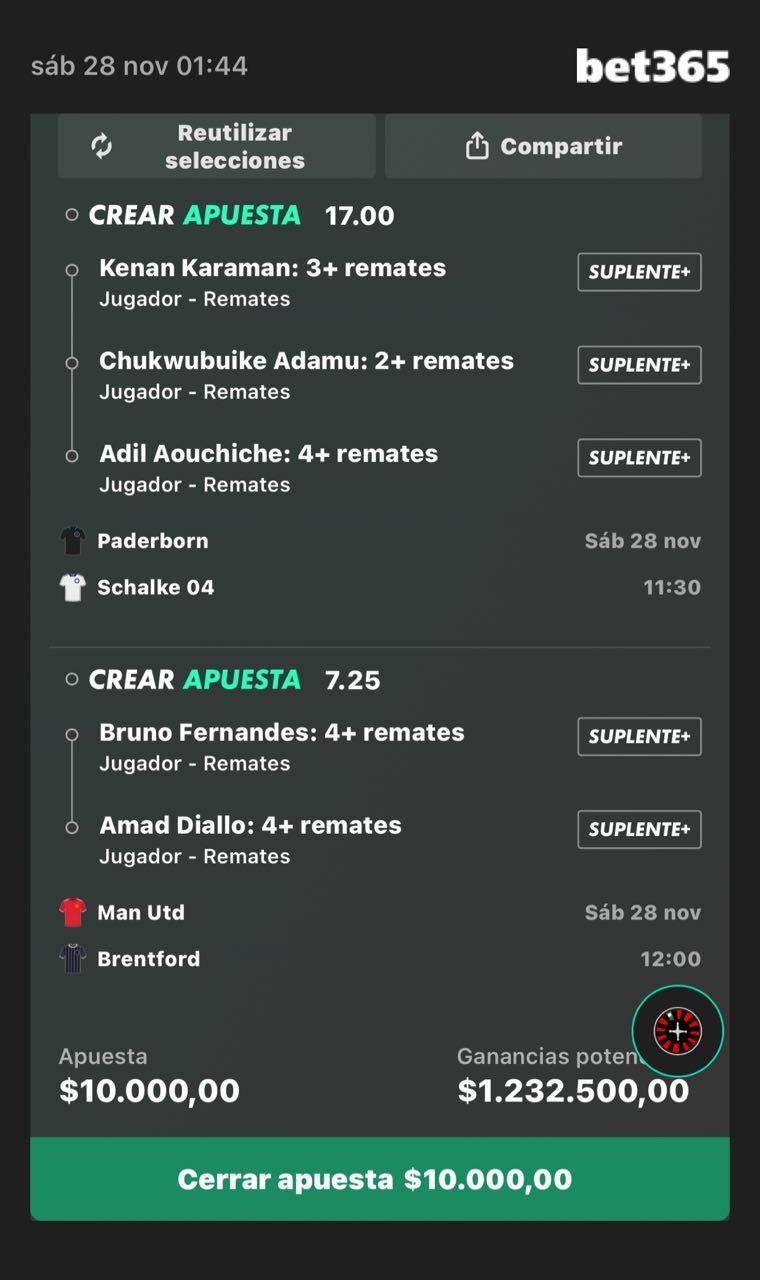 sáb 28 nov 01:44
bet365
Reutilizar
selecciones
Compartir
CREAR APUESTA 17.00
Kenan Karaman: 3+ remates
SUPLENTE+
Jugador - Remates
Chukwubuike Adamu: 2+ remates
SUPLENTE+
Jugador - Remates
Adil Aouchiche: 4+ remates
SUPLENTE+
Jugador - Remates
Paderborn
Sáb 28 nov
Schalke 04
11:30
CREAR APUESTA 7.25
Bruno Fernandes: 4+ remates
SUPLENTE+
Jugador - Remates
Amad Diallo: 4+ remates
SUPLENTE+
Jugador - Remates
Man Utd
Sáb 28 nov
Brentford
12:00
Apuesta
Ganancias
$10.000,00
$1.232.500,00
Cerrar apuesta $10.000,00